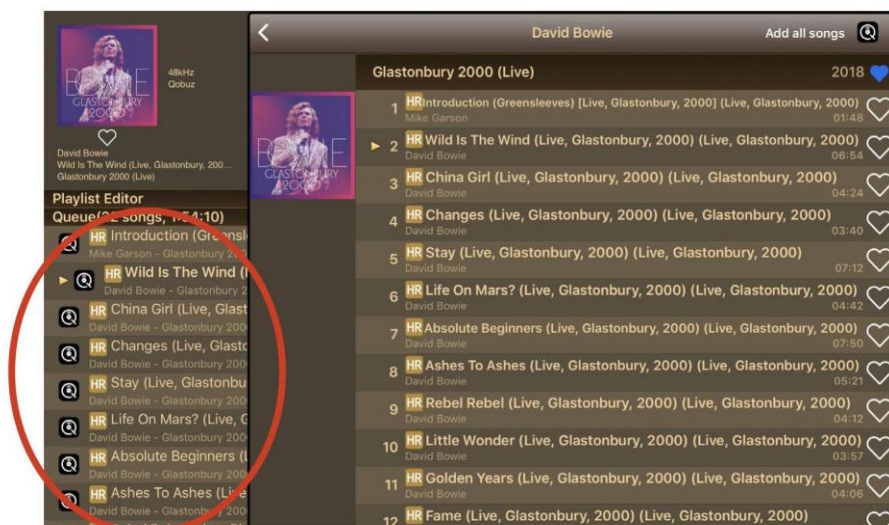 BOWIE
GLASTONBURY
2000
48kHz
Qobuz
David Bowie
Wild Is The Wind (Live, Glastonbury, 200...
Glastonbury 2000 (Live)
Playlist Editor
Queue(22 songs, 1:54:10)
HR Introduction (Greensl
Mike Garson - Glastonbury 20
HR Wild Is The Wind (
David Bowie - Glastonbury 2
HR China Girl (Live, Glast
David Bowie - Glastonbury 200
HR Changes (Live, Glasto
David Bowie - Glastonbury 200
HR Stay (Live, Glastonbu
David Bowie - Glastonbury 200
HR Life On Mars? (Live, G
David Bowie - Glastonbury 200
HR Absolute Beginners (L
David Bowie - Glastonbury 200
HR Ashes To Ashes (Live
David Bowie - Glastonbury 200
David Bowie
Add all songs
BOWIE
GLASTONBURY
2000
Glastonbury 2000 (Live) 2018
1 HR Introduction (Greensleeves) [Live, Glastonbury, 2000] (Live, Glastonbury, 2000)
Mike Garson 01:48
2 HR Wild Is The Wind (Live, Glastonbury, 2000) (Live, Glastonbury, 2000)
David Bowie 06:54
3 HR China Girl (Live, Glastonbury, 2000) (Live, Glastonbury, 2000)
David Bowie 04:24
4 HR Changes (Live, Glastonbury, 2000) (Live, Glastonbury, 2000)
David Bowie 03:40
5 HR Stay (Live, Glastonbury, 2000) (Live, Glastonbury, 2000)
David Bowie 07:12
6 HR Life On Mars? (Live, Glastonbury, 2000) (Live, Glastonbury, 2000)
David Bowie 04:42
7 HR Absolute Beginners (Live, Glastonbury, 2000) (Live, Glastonbury, 2000)
David Bowie 07:50
8 HR Ashes To Ashes (Live, Glastonbury, 2000) (Live, Glastonbury, 2000)
David Bowie 05:21
9 HR Rebel Rebel (Live, Glastonbury, 2000) (Live, Glastonbury, 2000)
David Bowie 04:12
10 HR Little Wonder (Live, Glastonbury, 2000) (Live, Glastonbury, 2000)
David Bowie 03:57
11 HR Golden Years (Live, Glastonbury, 2000) (Live, Glastonbury, 2000)
David Bowie 04:06
12 HR Fame (Live, Glastonbury, 2000) (Live, Glastonbury, 2000)